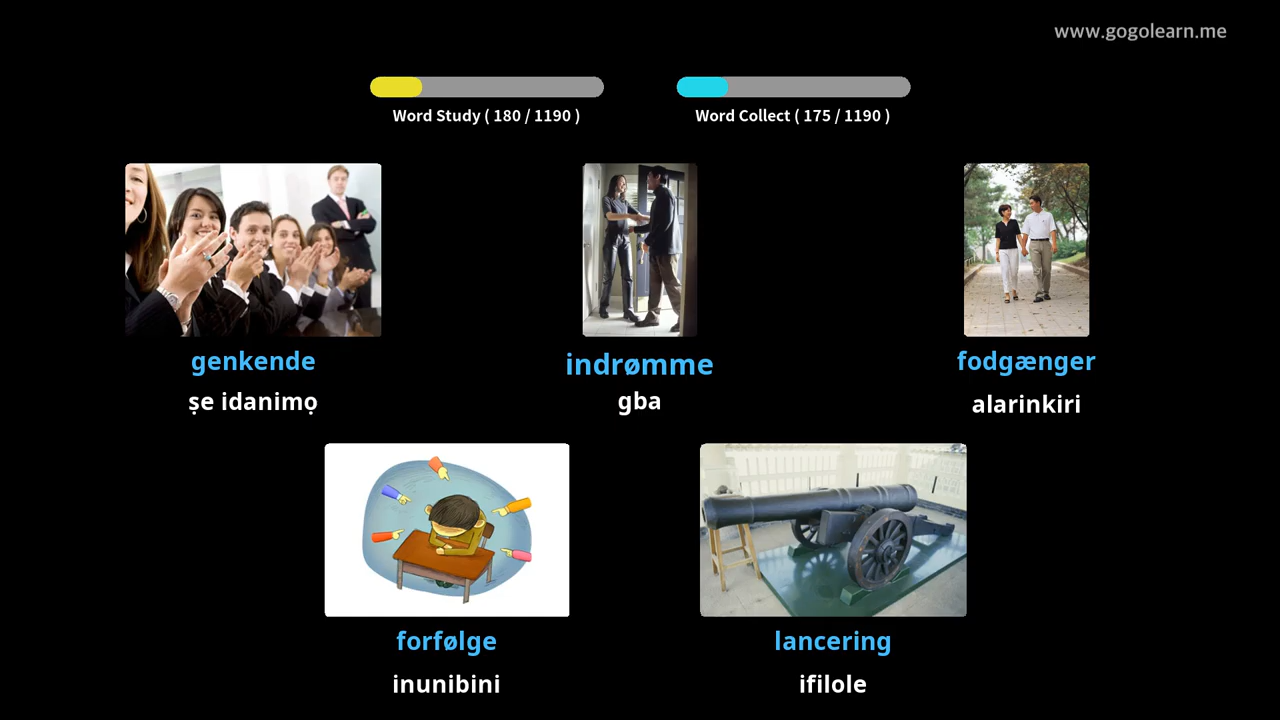 www.gogolearn.me
Word Study ( 180 / 1190 )
Word Collect ( 175 / 1190 )
genkende
indrømme
fodgænger
ṣe idanimọ
gba
alarinkiri
forfølge
lancering
inunibini
ifilole